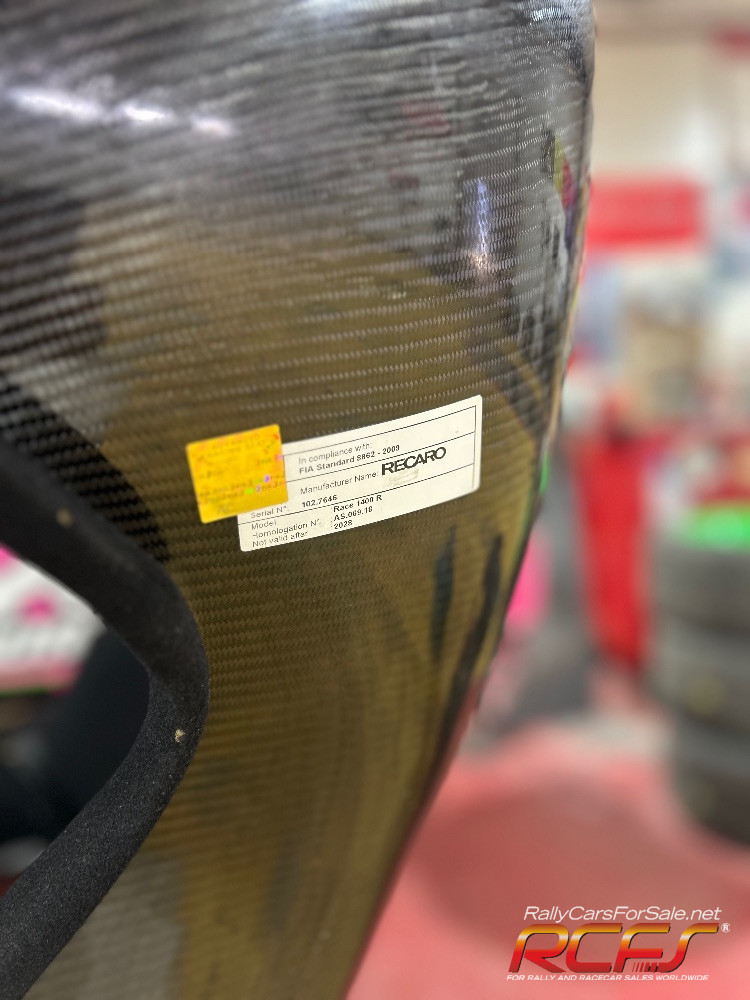 In compliance with:
FIA Standard 8862 - 2009
Manufacturer Name: RECARO
Serial N°: 102.7646
Model Race 1400 R
Homologation N°. AS.069.18
Not valid after 2028
RallyCarsForSale.net
RCFS®
FOR RALLY AND RACECAR SALES WORLDWIDE